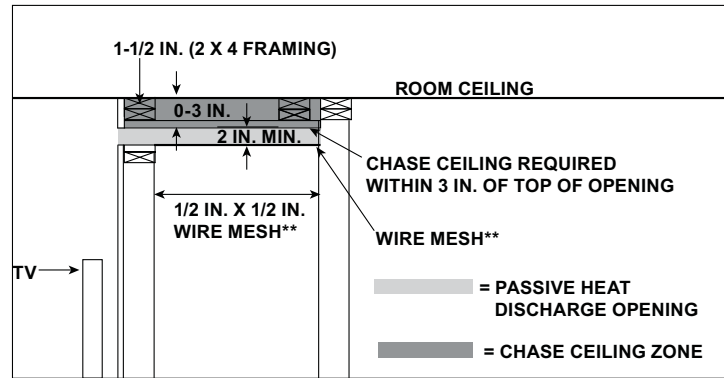 1-1/2 IN. (2 X 4 FRAMING)
ROOM CEILING
0-3 IN.
2 IN. MIN.
CHASE CEILING REQUIRED
WITHIN 3 IN. OF TOP OF OPENING
1/2 IN. X 1/2 IN.
WIRE MESH**
WIRE MESH**
TV
= PASSIVE HEAT
DISCHARGE OPENING
= CHASE CEILING ZONE